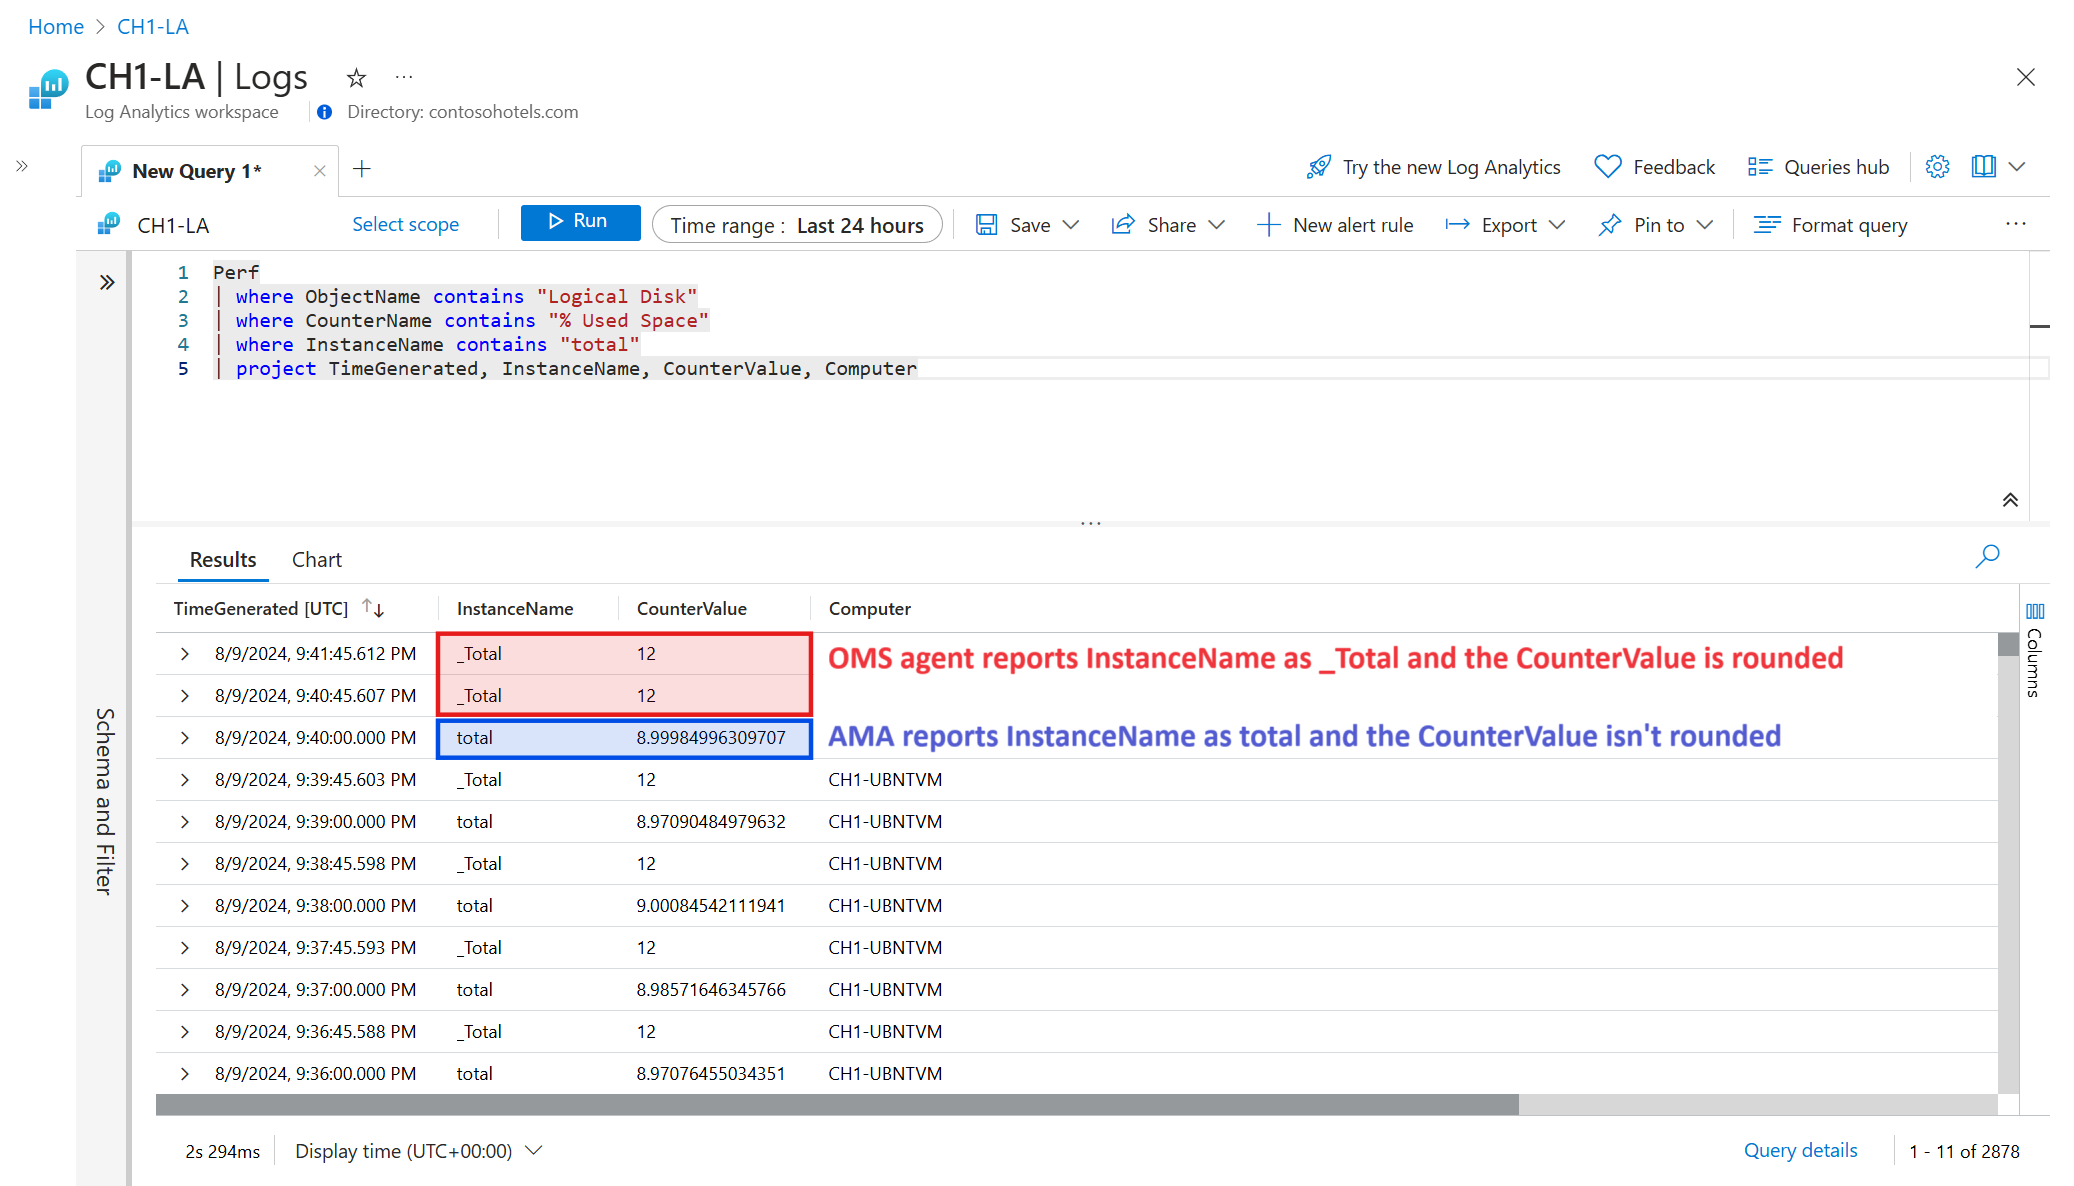 Home > CH1-LA
CH1-LA | Logs ☆ ...
Log Analytics workspace Directory: contosohotels.com
New Query 1* Try the new Log Analytics Feedback Queries hub
CH1-LA Select scope Run Time range : Last 24 hours Save Share New alert rule Export Pin to Format query ...
1 Perf
2 | where ObjectName contains "Logical Disk"
3 | where CounterName contains "% Used Space"
4 | where InstanceName contains "total"
5 | project TimeGenerated, InstanceName, CounterValue, Computer
Schema and Filter
Results Chart
TimeGenerated [UTC] InstanceName CounterValue Computer
8/9/2024, 9:41:45.612 PM _Total 12 OMS agent reports InstanceName as _Total and the CounterValue is rounded
8/9/2024, 9:40:45.607 PM _Total 12
8/9/2024, 9:40:00.000 PM total 8.99984996309707 AMA reports InstanceName as total and the CounterValue isn't rounded
8/9/2024, 9:39:45.603 PM _Total 12 CH1-UBNTVM
8/9/2024, 9:39:00.000 PM total 8.97090484979632 CH1-UBNTVM
8/9/2024, 9:38:45.598 PM _Total 12 CH1-UBNTVM
8/9/2024, 9:38:00.000 PM total 9.00084542111941 CH1-UBNTVM
8/9/2024, 9:37:45.593 PM _Total 12 CH1-UBNTVM
8/9/2024, 9:37:00.000 PM total 8.98571646345766 CH1-UBNTVM
8/9/2024, 9:36:45.588 PM _Total 12 CH1-UBNTVM
8/9/2024, 9:36:00.000 PM total 8.97076455034351 CH1-UBNTVM
Columns
2s 294ms Display time (UTC+00:00) Query details 1 - 11 of 2878